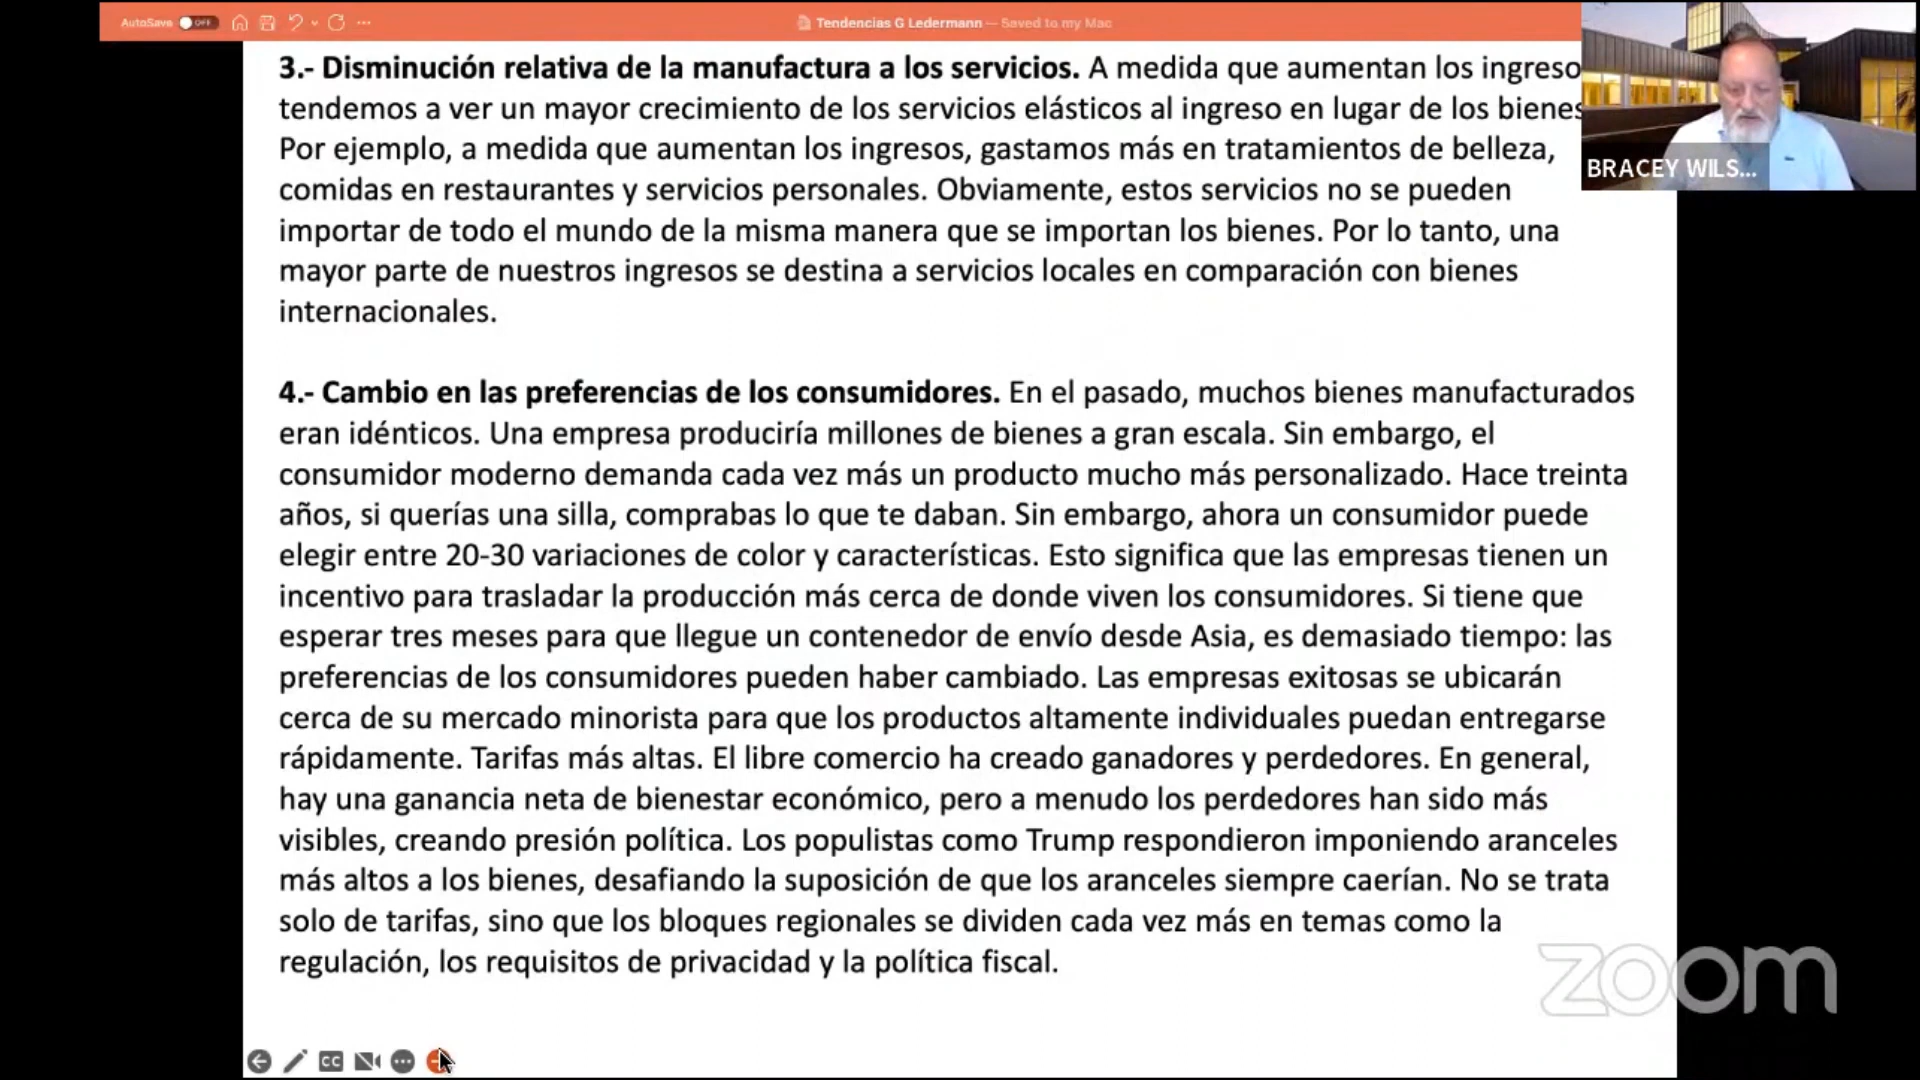 AutoSave OFF
Tendencias G Ledermann — Saved to my Mac
3.- Disminución relativa de la manufactura a los servicios. A medida que aumentan los ingreso
tendemos a ver un mayor crecimiento de los servicios elásticos al ingreso en lugar de los bienes
Por ejemplo, a medida que aumentan los ingresos, gastamos más en tratamientos de belleza,
comidas en restaurantes y servicios personales. Obviamente, estos servicios no se pueden
importar de todo el mundo de la misma manera que se importan los bienes. Por lo tanto, una
mayor parte de nuestros ingresos se destina a servicios locales en comparación con bienes
internacionales.
BRACEY WILS...
4.- Cambio en las preferencias de los consumidores. En el pasado, muchos bienes manufacturados
eran idénticos. Una empresa produciría millones de bienes a gran escala. Sin embargo, el
consumidor moderno demanda cada vez más un producto mucho más personalizado. Hace treinta
años, si querías una silla, comprabas lo que te daban. Sin embargo, ahora un consumidor puede
elegir entre 20-30 variaciones de color y características. Esto significa que las empresas tienen un
incentivo para trasladar la producción más cerca de donde viven los consumidores. Si tiene que
esperar tres meses para que llegue un contenedor de envío desde Asia, es demasiado tiempo: las
preferencias de los consumidores pueden haber cambiado. Las empresas exitosas se ubicarán
cerca de su mercado minorista para que los productos altamente individuales puedan entregarse
rápidamente. Tarifas más altas. El libre comercio ha creado ganadores y perdedores. En general,
hay una ganancia neta de bienestar económico, pero a menudo los perdedores han sido más
visibles, creando presión política. Los populistas como Trump respondieron imponiendo aranceles
más altos a los bienes, desafiando la suposición de que los aranceles siempre caerían. No se trata
solo de tarifas, sino que los bloques regionales se dividen cada vez más en temas como la
regulación, los requisitos de privacidad y la política fiscal.
zoom
CC